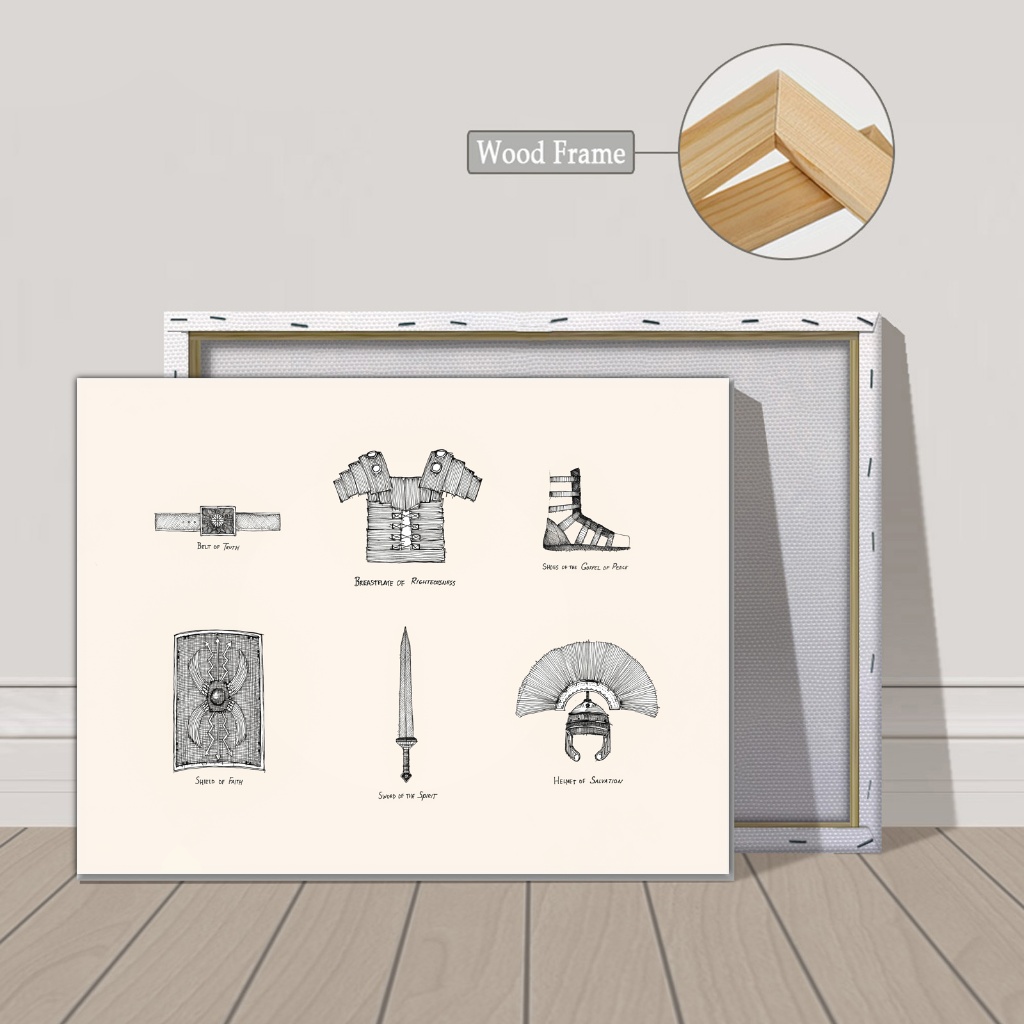 Wood Frame
BELT OF TRUTH
BREASTPLATE OF RIGHTEOUSNESS
SHOES OF THE GOSPEL OF PEACE
SHIELD OF FAITH
SWORD OF THE SPIRIT
HELMET OF SALVATION